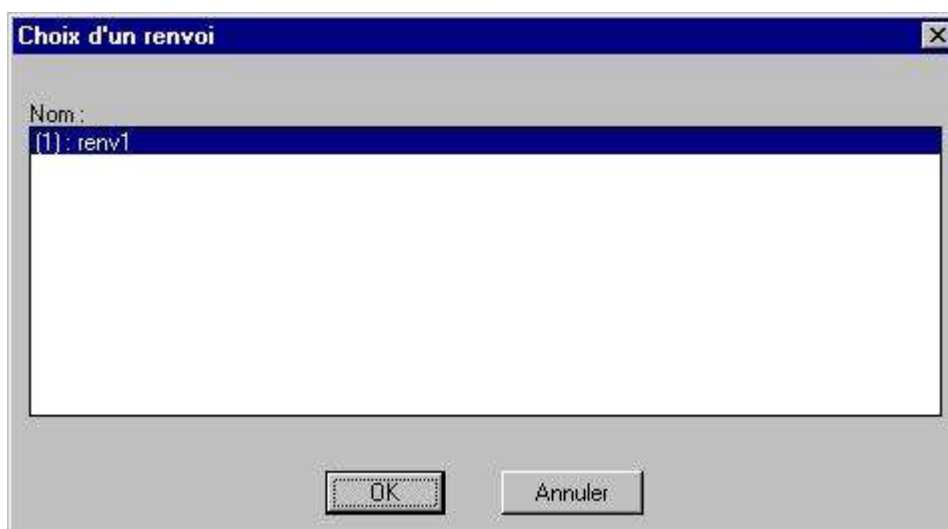 Choix d'un renvoi
Nom :
(1) : renv1
OK
Annuler